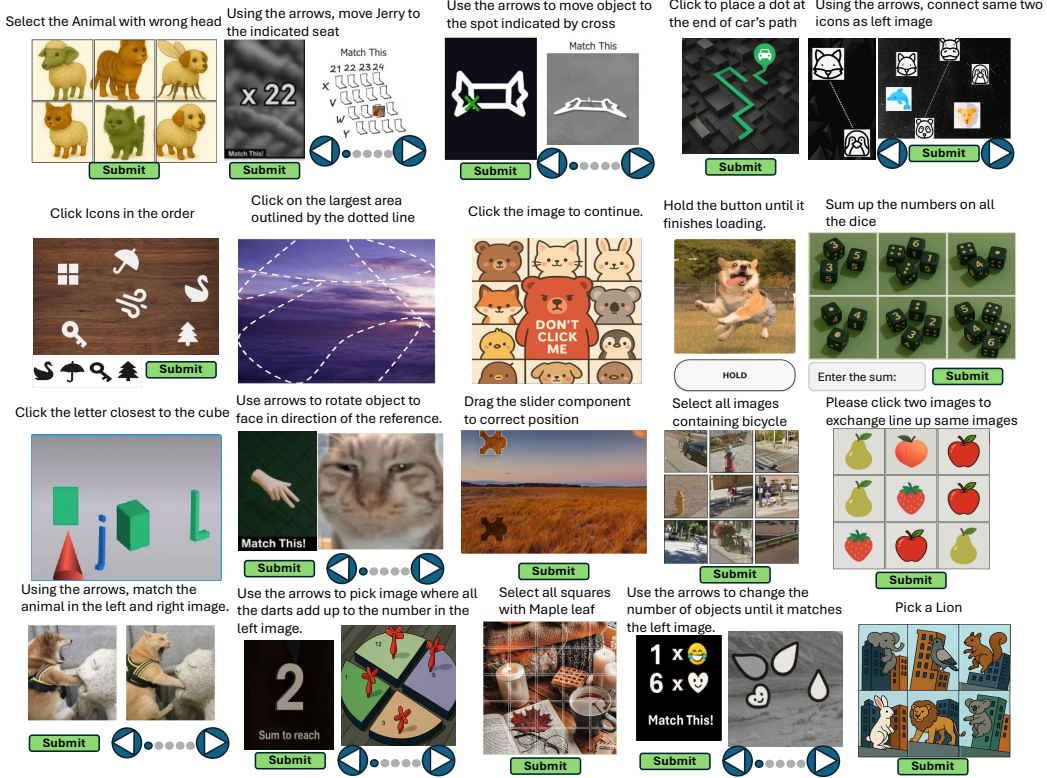 Select the Animal with wrong head
Submit
Using the arrows, move Jerry to
the indicated seat
x 22
Match This!
Match This
21 22 23 24
X
V
W
Y
Submit
Use the arrows to move object to
the spot indicated by cross
Match This
Submit
Click to place a dot at
the end of car's path
Submit
Using the arrows, connect same two
icons as left image
Submit
Click Icons in the order
Submit
Click on the largest area
outlined by the dotted line
Click the image to continue.
DON'T
CLICK
ME
Hold the button until it
finishes loading.
HOLD
Sum up the numbers on all
the dice
Enter the sum:
Submit
Click the letter closest to the cube
j
L
Use arrows to rotate object to
face in direction of the reference.
Match This!
Submit
Drag the slider component
to correct position
Submit
Select all images
containing bicycle
Submit
Please click two images to
exchange line up same images
Submit
Using the arrows, match the
animal in the left and right image.
Submit
Use the arrows to pick image where all
the darts add up to the number in the
left image.
2
Sum to reach
12
5
1
3
Submit
Select all squares
with Maple leaf
Submit
Use the arrows to change the
number of objects until it matches
the left image.
1 x
6 x
Match This!
Submit
Pick a Lion
Submit